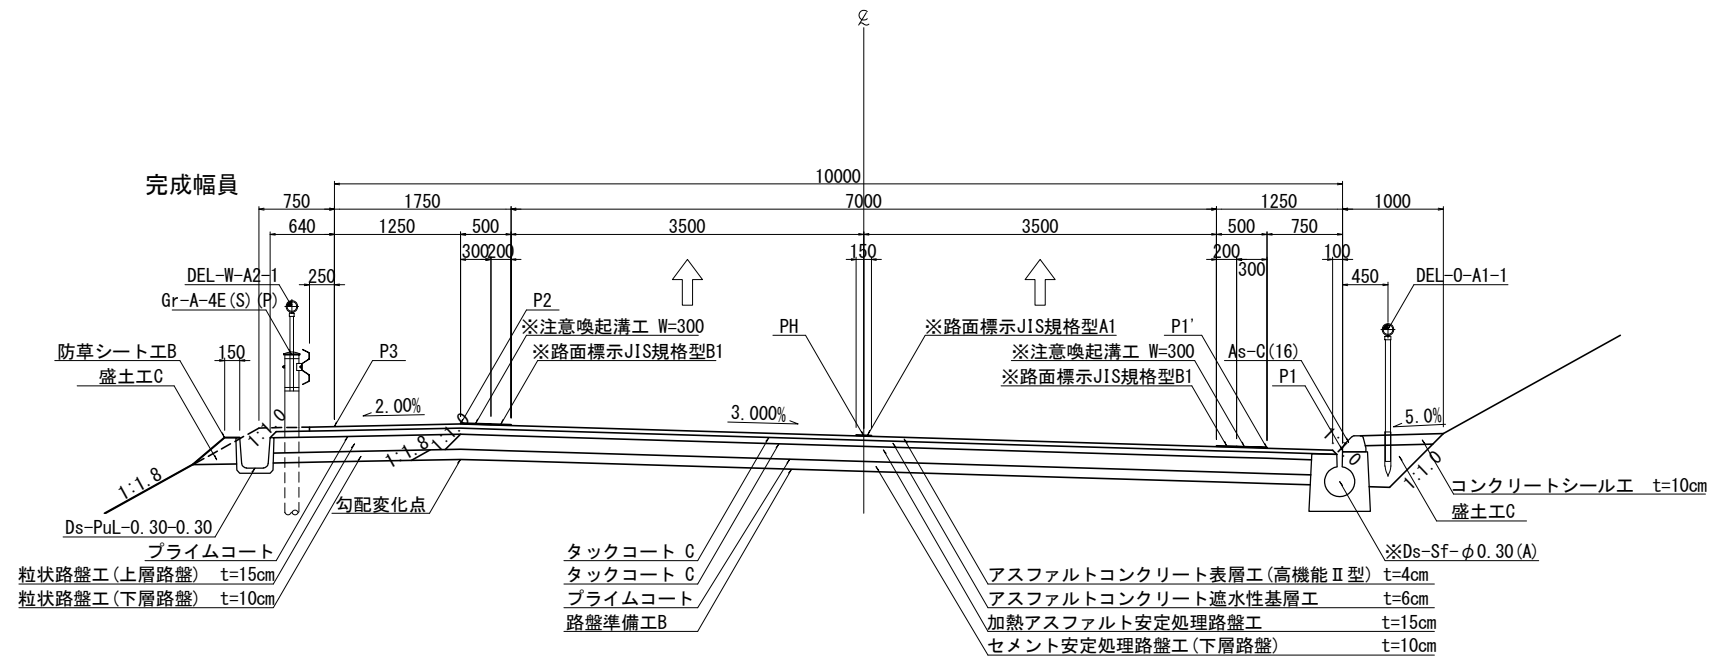 ℄
完成幅員
10000
750
1750
7000
1250
1000
640
1250
500
3500
3500
500
750
300
200
150
200
300
100
450
DEL-W-A2-1
250
DEL-O-A1-1
Gr-A-4E(S)(P)
P2
※注意喚起溝工 W=300
PH
※路面標示JIS規格型A1
P1'
防草シート工B
150
P3
※路面標示JIS規格型B1
※注意喚起溝工 W=300
As-C(16)
盛土工C
※路面標示JIS規格型B1
P1
2.00%
3.000%
5.0%
1:1.8
1:1.8
1:1.0
コンクリートシール工 t=10cm
勾配変化点
盛土工C
Ds-PuL-0.30-0.30
プライムコート
タックコート C
※Ds-Sf-φ0.30(A)
粒状路盤工(上層路盤) t=15cm
タックコート C
アスファルトコンクリート表層工(高機能Ⅱ型) t=4cm
粒状路盤工(下層路盤) t=10cm
プライムコート
アスファルトコンクリート遮水性基層工 t=6cm
路盤準備工B
加熱アスファルト安定処理路盤工 t=15cm
セメント安定処理路盤工(下層路盤) t=10cm